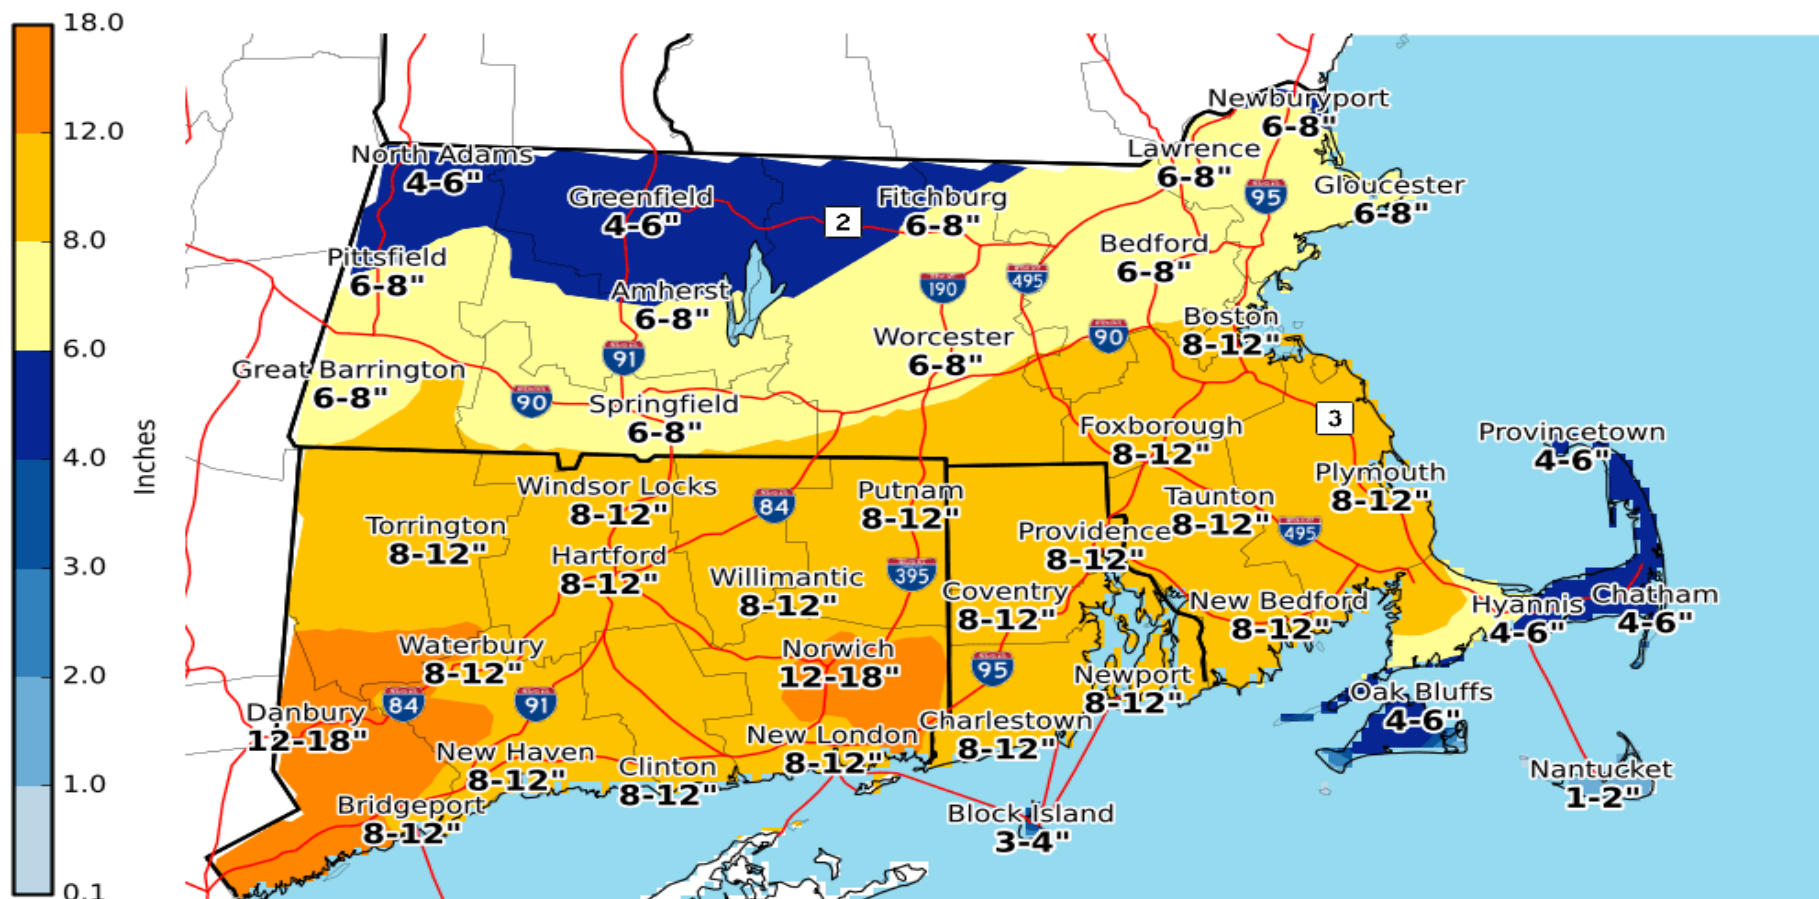 18.0
12.0
8.0
6.0
4.0
3.0
2.0
1.0
0.1
Inches
Newburyport
6-8"
North Adams
4-6"
Lawrence
6-8"
Greenfield
4-6"
2
Fitchburg
6-8"
95
Gloucester
6-8"
Pittsfield
6-8"
Bedford
6-8"
Amherst
6-8"
190
495
Worcester
6-8"
90
Boston
8-12"
91
Great Barrington
6-8"
90
Springfield
6-8"
Foxborough
8-12"
3
Provincetown
4-6"
Windsor Locks
8-12"
84
Putnam
8-12"
Taunton
8-12"
Plymouth
8-12"
Torrington
8-12"
Providence
8-12"
495
Hartford
8-12"
Willimantic
8-12"
395
Coventry
8-12"
New Bedford
8-12"
Hyannis
4-6"
Chatham
4-6"
Waterbury
8-12"
Norwich
12-18"
95
Newport
8-12"
84
91
Oak Bluffs
4-6"
Danbury
12-18"
New Haven
8-12"
Clinton
8-12"
New London
8-12"
Charlestown
8-12"
Nantucket
1-2"
Bridgeport
8-12"
Block Island
3-4"